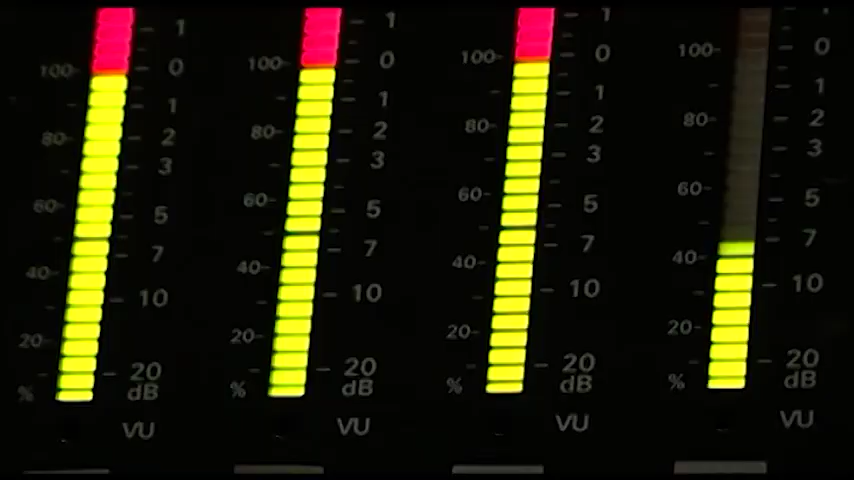 1 1 1 1
100 0 100 0 100 0 100 0
1 1 1 1
80 2 80 2 80 2 80 2
3 3 3 3
60 5 60 5 60 5 60 5
7 7 7 7
40 10 40 10 40 10 40 10
20 20 20 20
20 20 20 20
% dB % dB % dB % dB
VU VU VU VU